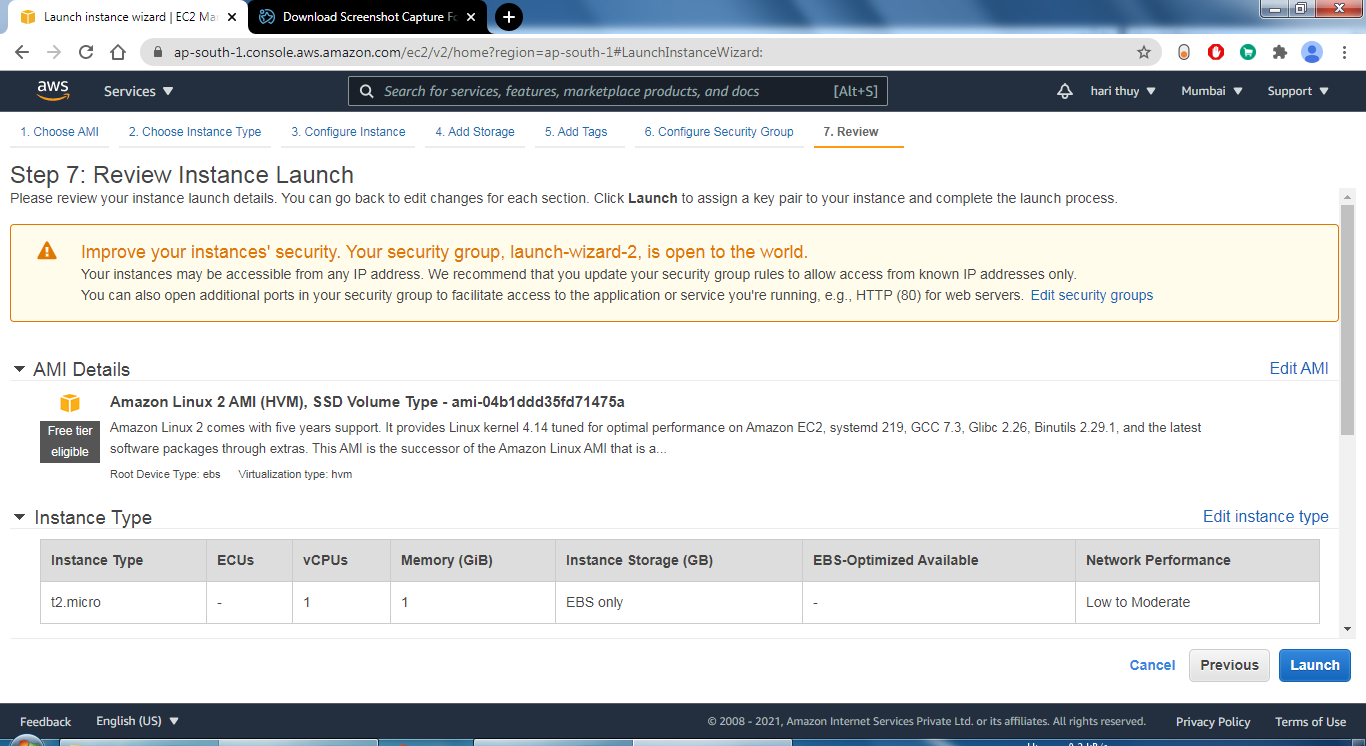 Launch instance wizard | EC2 Ma
Download Screenshot Capture Fo
ap-south-1.console.aws.amazon.com/ec2/v2/home?region=ap-south-1#LaunchInstanceWizard:
aws
Services
Search for services, features, marketplace products, and docs [Alt+S]
hari thuy
Mumbai
Support
1. Choose AMI
2. Choose Instance Type
3. Configure Instance
4. Add Storage
5. Add Tags
6. Configure Security Group
7. Review
Step 7: Review Instance Launch
Please review your instance launch details. You can go back to edit changes for each section. Click Launch to assign a key pair to your instance and complete the launch process.
Improve your instances' security. Your security group, launch-wizard-2, is open to the world.
Your instances may be accessible from any IP address. We recommend that you update your security group rules to allow access from known IP addresses only.
You can also open additional ports in your security group to facilitate access to the application or service you're running, e.g., HTTP (80) for web servers. Edit security groups
AMI Details
Edit AMI
Amazon Linux 2 AMI (HVM), SSD Volume Type - ami-04b1ddd35fd71475a
Free tier
eligible
Amazon Linux 2 comes with five years support. It provides Linux kernel 4.14 tuned for optimal performance on Amazon EC2, systemd 219, GCC 7.3, Glibc 2.26, Binutils 2.29.1, and the latest
software packages through extras. This AMI is the successor of the Amazon Linux AMI that is a...
Root Device Type: ebs Virtualization type: hvm
Instance Type
Edit instance type
Instance Type ECUs vCPUs Memory (GiB) Instance Storage (GB) EBS-Optimized Available Network Performance
t2.micro - 1 1 EBS only - Low to Moderate
Cancel
Previous
Launch
Feedback
English (US)
© 2008 - 2021, Amazon Internet Services Private Ltd. or its affiliates. All rights reserved.
Privacy Policy
Terms of Use